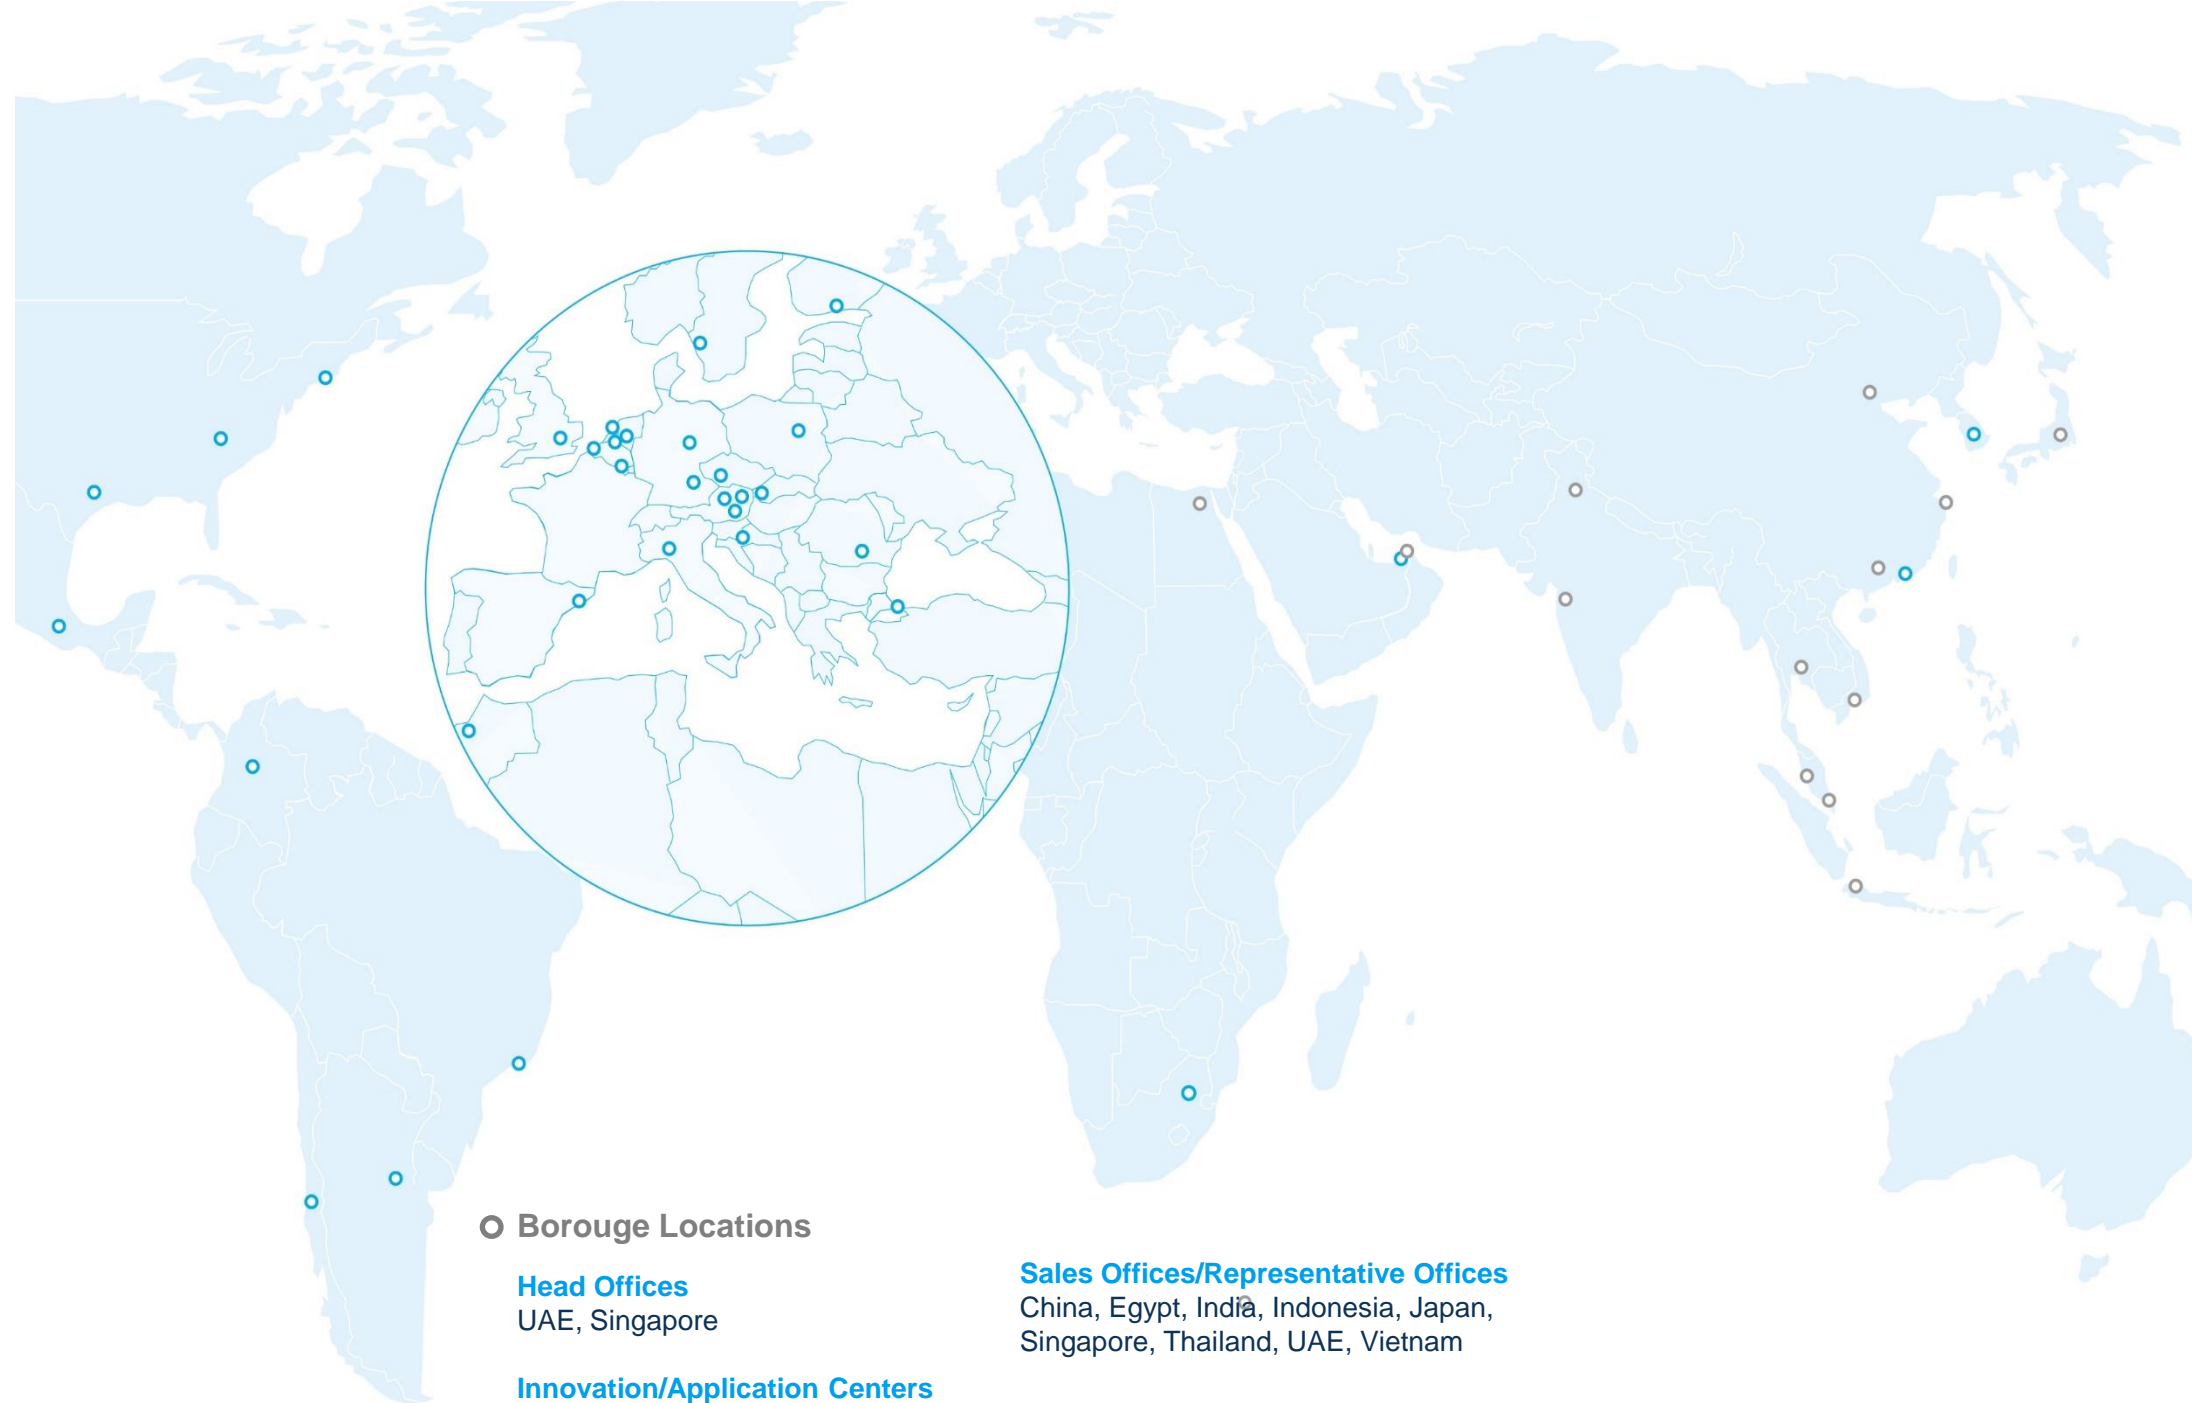 Borouge Locations
Head Offices
UAE, Singapore
Innovation/Application Centers
Sales Offices/Representative Offices
China, Egypt, India, Indonesia, Japan,
Singapore, Thailand, UAE, Vietnam